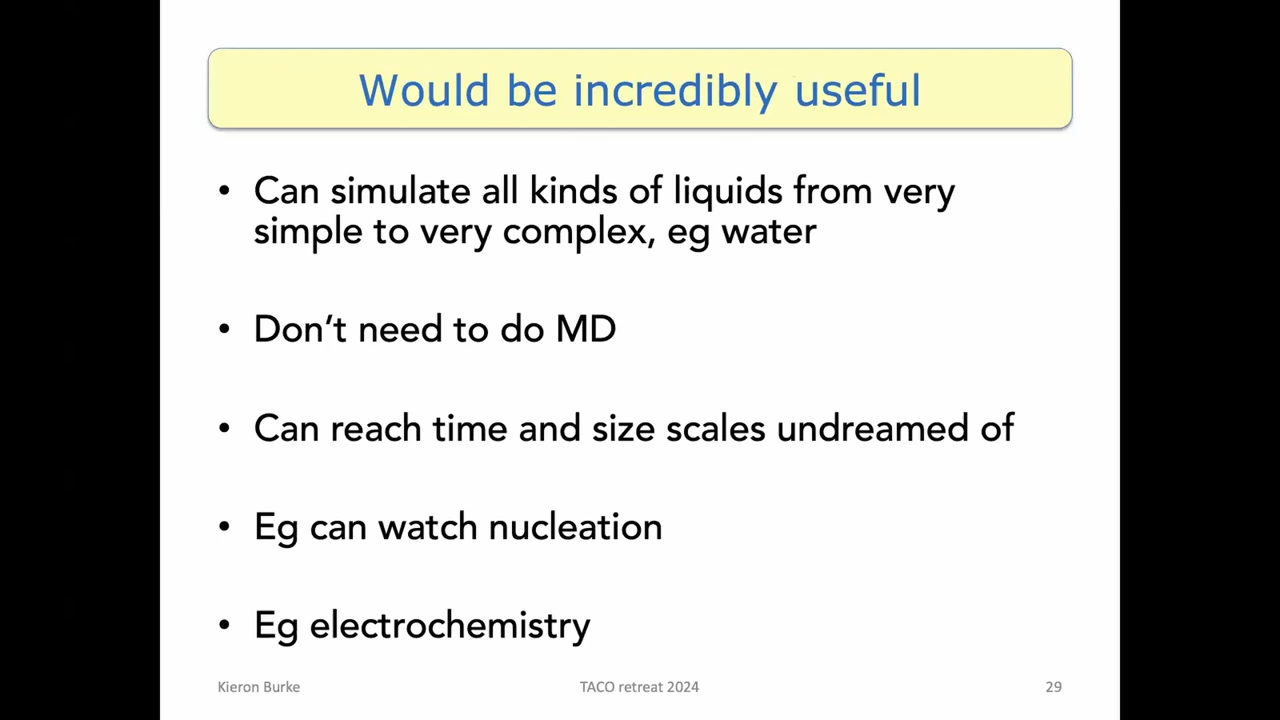 Would be incredibly useful
• Can simulate all kinds of liquids from very
simple to very complex, eg water
• Don’t need to do MD
• Can reach time and size scales undreamed of
• Eg can watch nucleation
• Eg electrochemistry
Kieron Burke
TACO retreat 2024
29